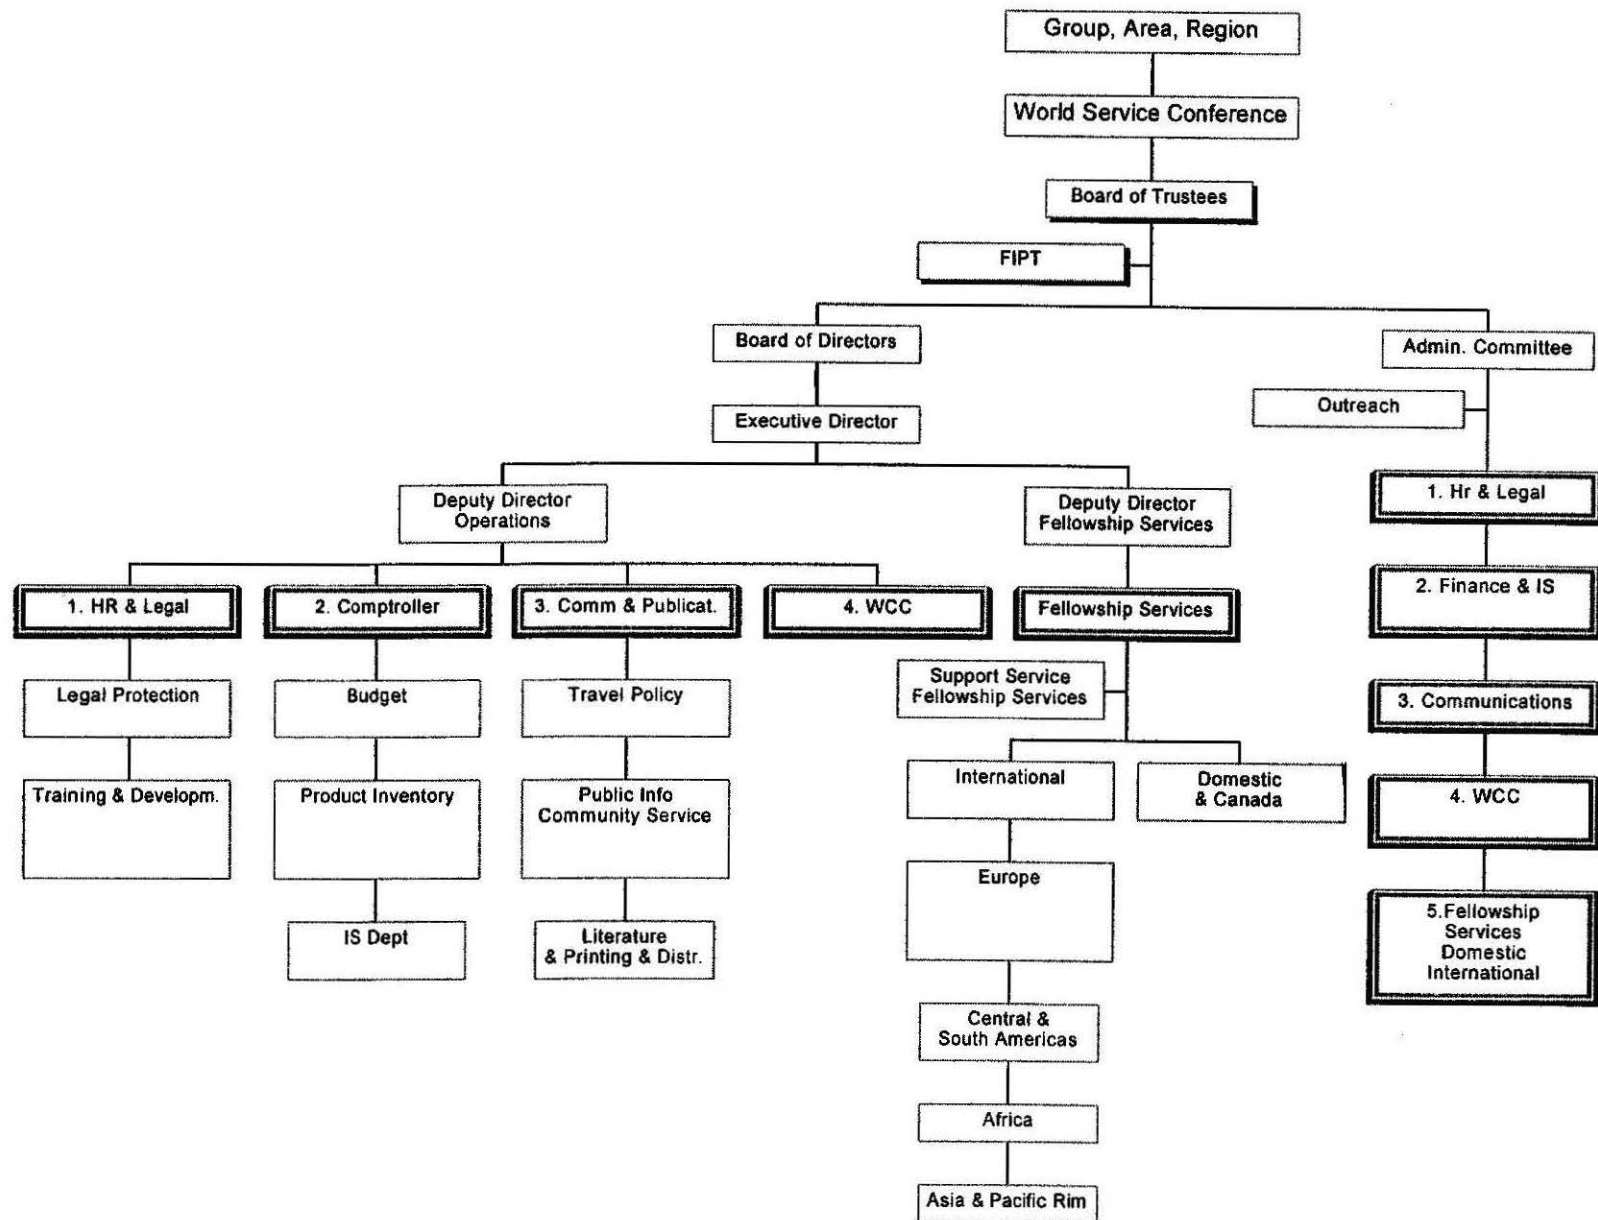 Group, Area, Region
World Service Conference
Board of Trustees
FIPT
Board of Directors
Admin. Committee
Outreach
Executive Director
Deputy Director
Operations
Deputy Director
Fellowship Services
1. Hr & Legal
2. Finance & IS
3. Communications
4. WCC
5.Fellowship
Services
Domestic
International
1. HR & Legal
2. Comptroller
3. Comm & Publicat.
4. WCC
Fellowship Services
Legal Protection
Budget
Travel Policy
Support Service
Fellowship Services
Training & Developm.
Product Inventory
Public Info
Community Service
International
Domestic
& Canada
IS Dept
Literature
& Printing & Distr.
Europe
Central &
South Americas
Africa
Asia & Pacific Rim